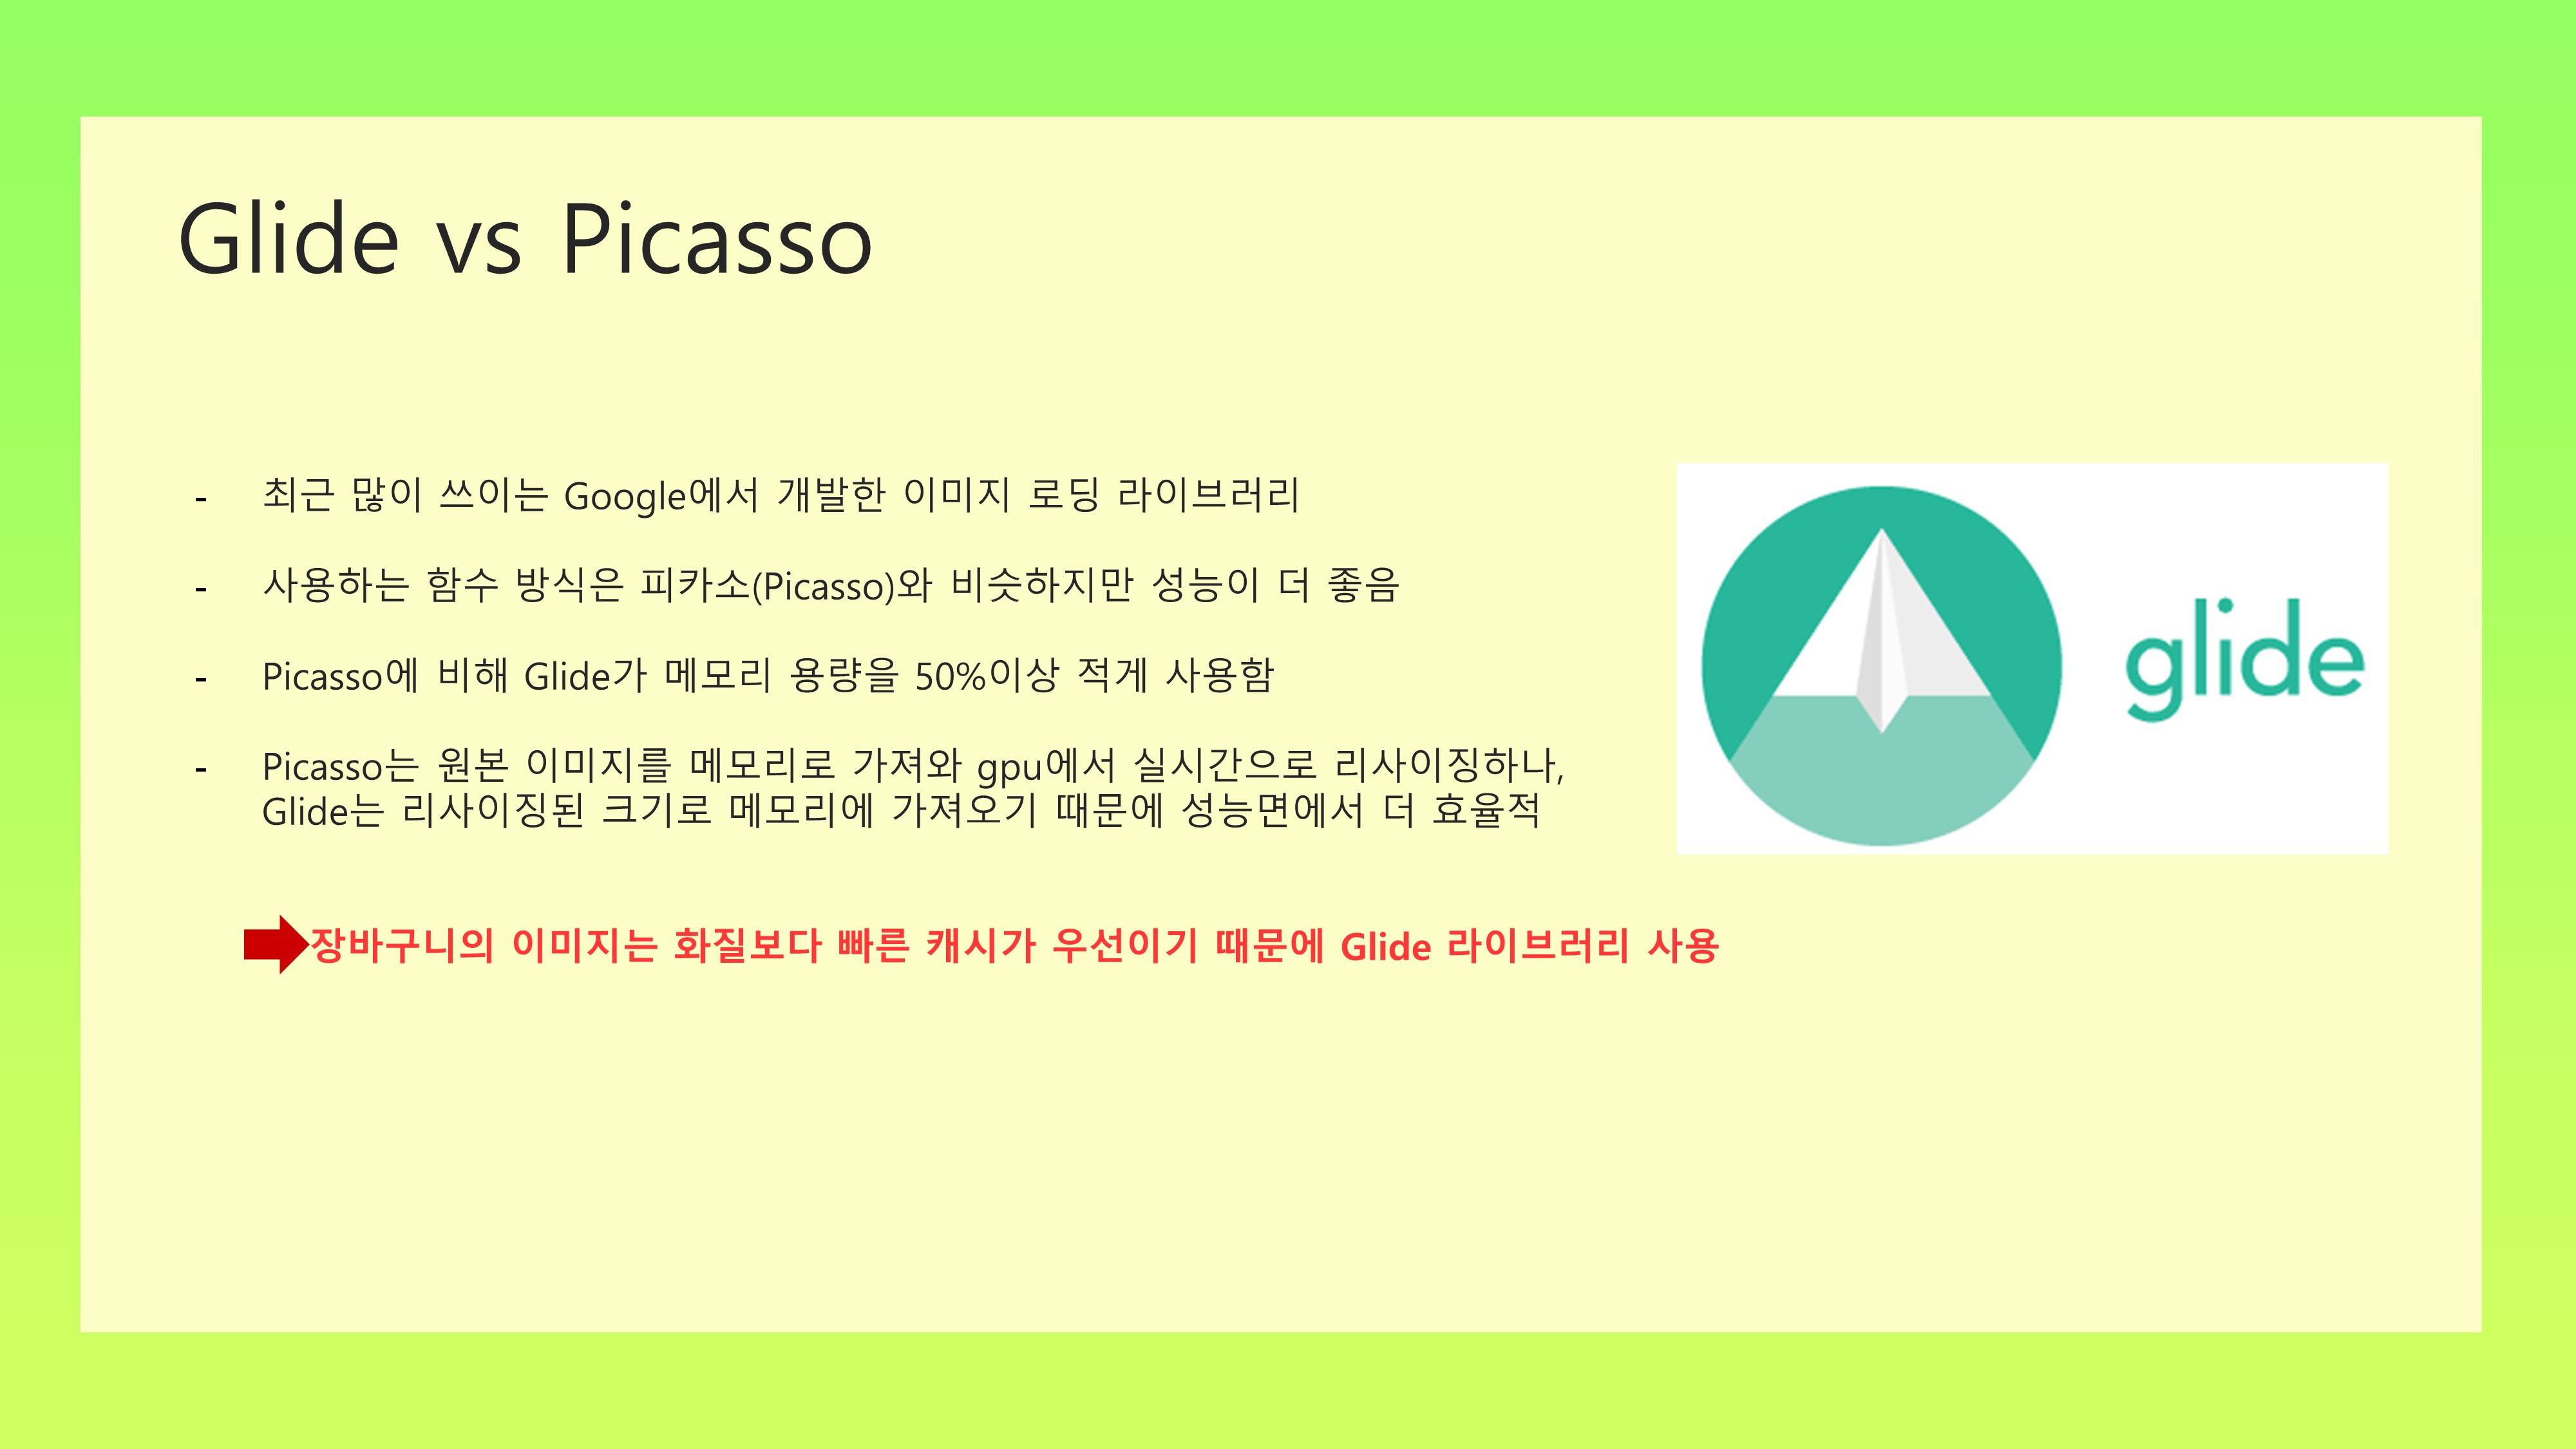 Glide vs Picasso
- 최근 많이 쓰이는 Google에서 개발한 이미지 로딩 라이브러리
- 사용하는 함수 방식은 피카소(Picasso)와 비슷하지만 성능이 더 좋음
- Picasso에 비해 Glide가 메모리 용량을 50%이상 적게 사용함
- Picasso는 원본 이미지를 메모리로 가져와 gpu에서 실시간으로 리사이징하나,
Glide는 리사이징된 크기로 메모리에 가져오기 때문에 성능면에서 더 효율적
glide
장바구니의 이미지는 화질보다 빠른 캐시가 우선이기 때문에 Glide 라이브러리 사용